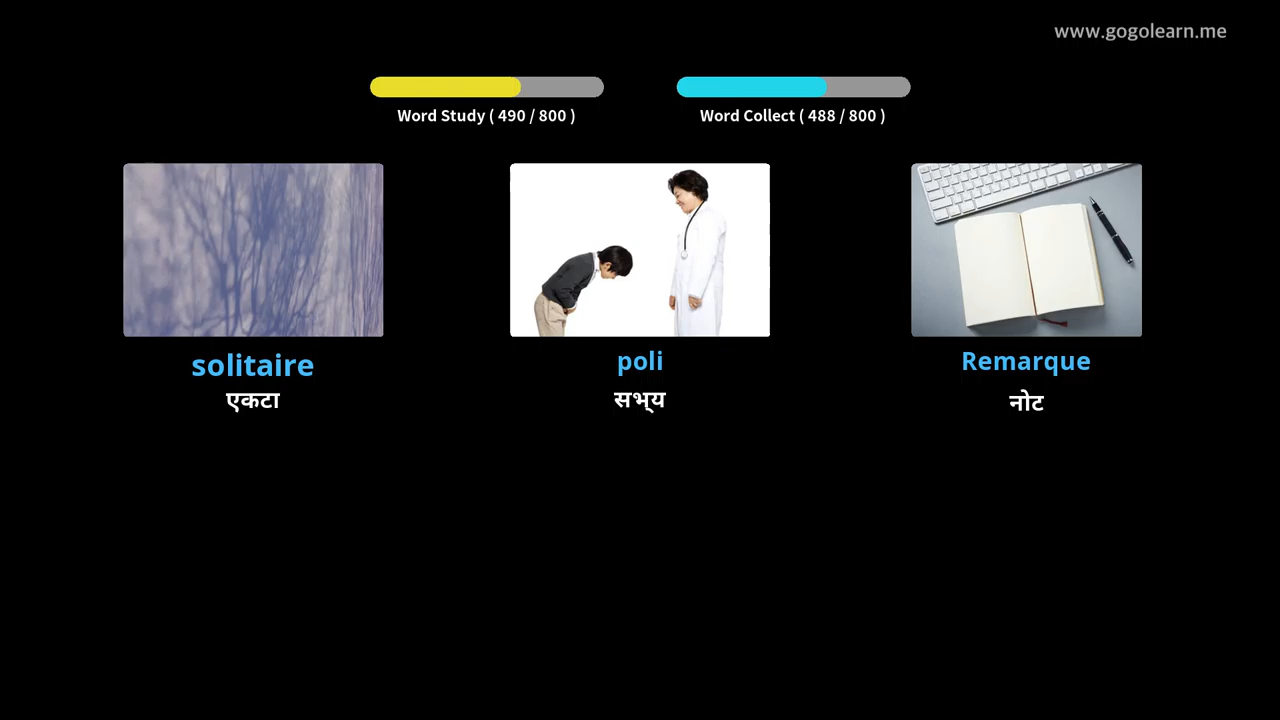 www.gogolearn.me
Word Study ( 490 / 800 )
Word Collect ( 488 / 800 )
solitaire
एकटा
poli
सभ्य
Remarque
नोट